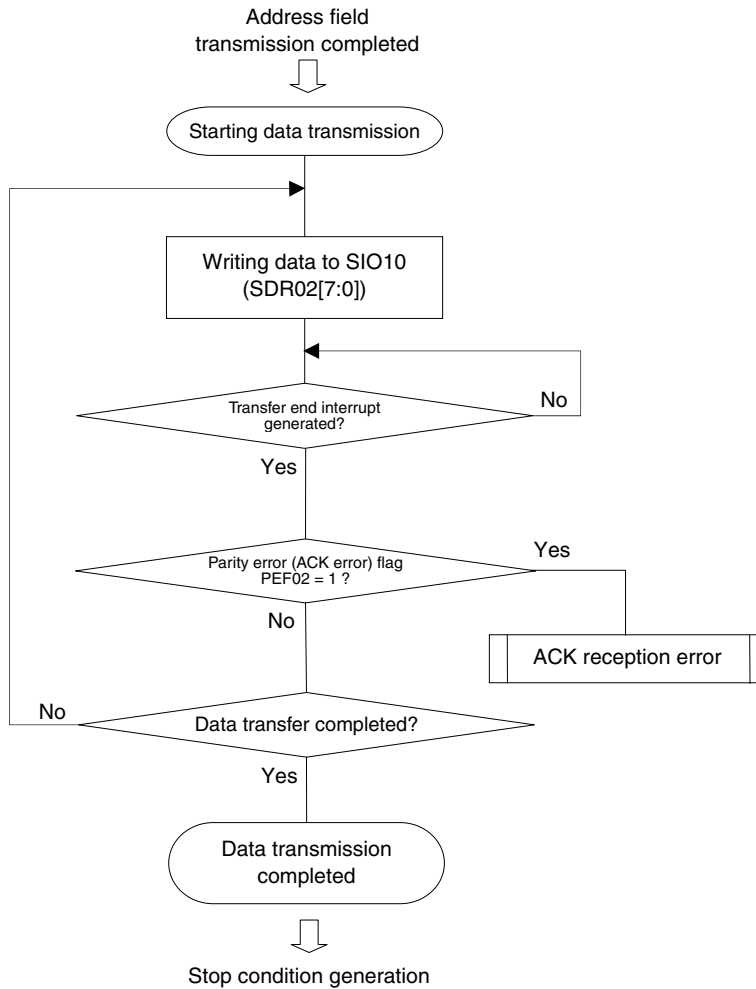 Address field
transmission completed
Starting data transmission
Writing data to SIO10
(SDR02[7:0])
Transfer end interrupt
generated?
No
Yes
Parity error (ACK error) flag
PEF02 = 1 ?
Yes
No
ACK reception error
Data transfer completed?
No
Yes
Data transmission
completed
Stop condition generation